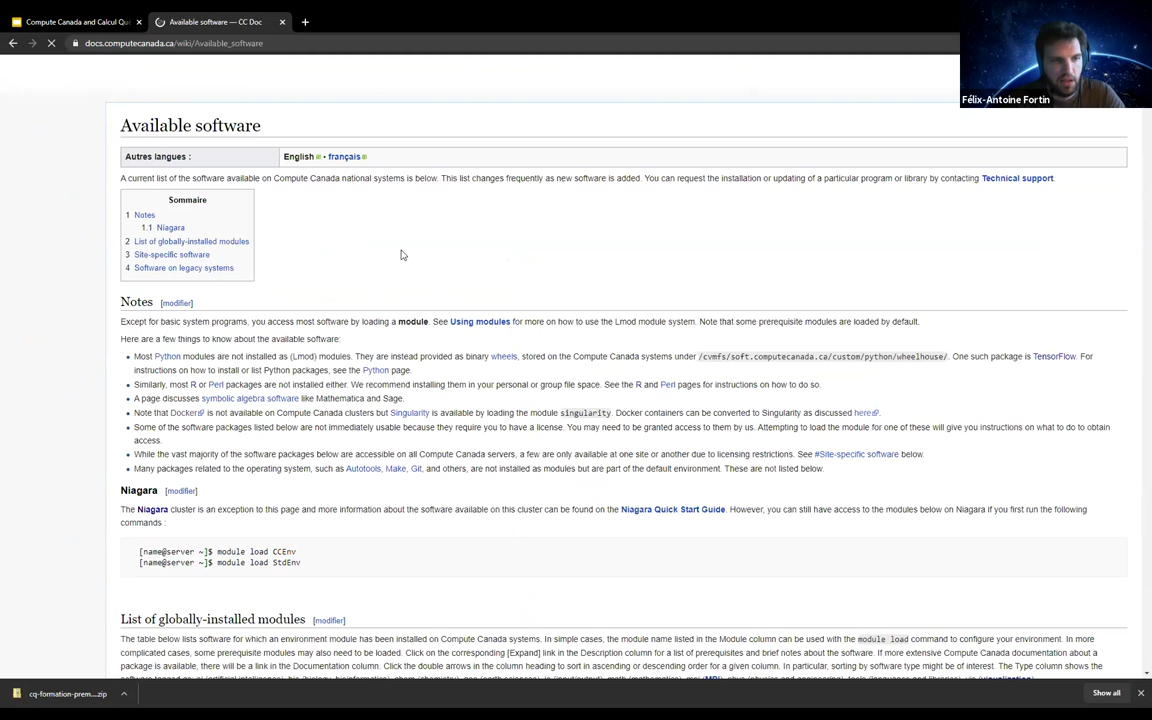 Compute Canada and Calcul Qu
Available software — CC Doc
docs.computecanada.ca/wiki/Available_software
Félix-Antoine Fortin
Available software
Autres langues :
English • français
A current list of the software available on Compute Canada national systems is below. This list changes frequently as new software is added. You can request the installation or updating of a particular program or library by contacting Technical support.
Sommaire
1 Notes
1.1 Niagara
2 List of globally-installed modules
3 Site-specific software
4 Software on legacy systems
Notes [modifier]
Except for basic system programs, you access most software by loading a module. See Using modules for more on how to use the Lmod module system. Note that some prerequisite modules are loaded by default.
Here are a few things to know about the available software:
• Most Python modules are not installed as (Lmod) modules. They are instead provided as binary wheels, stored on the Compute Canada systems under /cvmfs/soft.computecanada.ca/custom/python/wheelhouse/. One such package is TensorFlow. For
instructions on how to install or list Python packages, see the Python page.
• Similarly, most R or Perl packages are not installed either. We recommend installing them in your personal or group file space. See the R and Perl pages for instructions on how to do so.
• A page discusses symbolic algebra software like Mathematica and Sage.
• Note that Docker is not available on Compute Canada clusters but Singularity is available by loading the module singularity. Docker containers can be converted to Singularity as discussed here.
• Some of the software packages listed below are not immediately usable because they require you to have a license. You may need to be granted access to them by us. Attempting to load the module for one of these will give you instructions on what to do to obtain
access.
• While the vast majority of the software packages below are accessible on all Compute Canada servers, a few are only available at one site or another due to licensing restrictions. See #Site-specific software below.
• Many packages related to the operating system, such as Autotools, Make, Git, and others, are not installed as modules but are part of the default environment. These are not listed below.
Niagara [modifier]
The Niagara cluster is an exception to this page and more information about the software available on this cluster can be found on the Niagara Quick Start Guide. However, you can still have access to the modules below on Niagara if you first run the following
commands :
[name@server ~]$ module load CCEnv
[name@server ~]$ module load StdEnv
List of globally-installed modules [modifier]
The table below lists software for which an environment module has been installed on Compute Canada systems. In simple cases, the module name listed in the Module column can be used with the module load command to configure your environment. In more
complicated cases, some prerequisite modules may also need to be loaded. Click on the corresponding [Expand] link in the Description column for a list of prerequisites and brief notes about the software. If more extensive Compute Canada documentation about a
package is available, there will be a link in the Documentation column. Click the double arrows in the column heading to sort in ascending or descending order for a given column. In particular, sorting by software type might be of interest. The Type column shows the
cq-formation-prem....zip
Show all